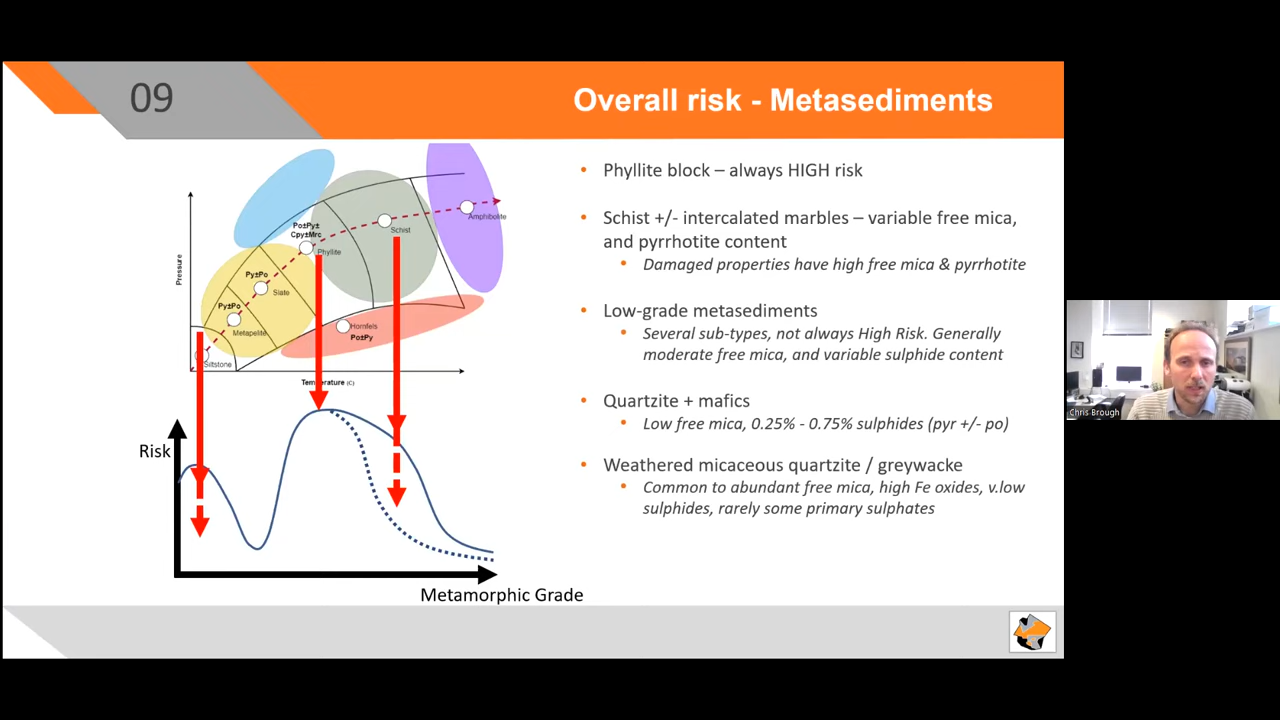 09
Overall risk - Metasediments
Pressure
Po±Py±
Cpy±Mrc
Phyllite
Schist
Amphibolite
Py±Po
Slate
Py±Po
Metapelite
Hornfels
Po±Py
Siltstone
Temperature (C)
Risk
Metamorphic Grade
• Phyllite block – always HIGH risk
• Schist +/- intercalated marbles – variable free mica,
and pyrrhotite content
• Damaged properties have high free mica & pyrrhotite
• Low-grade metasediments
• Several sub-types, not always High Risk. Generally
moderate free mica, and variable sulphide content
• Quartzite + mafics
• Low free mica, 0.25% - 0.75% sulphides (pyr +/- po)
• Weathered micaceous quartzite / greywacke
• Common to abundant free mica, high Fe oxides, v.low
sulphides, rarely some primary sulphates
Chris Brough